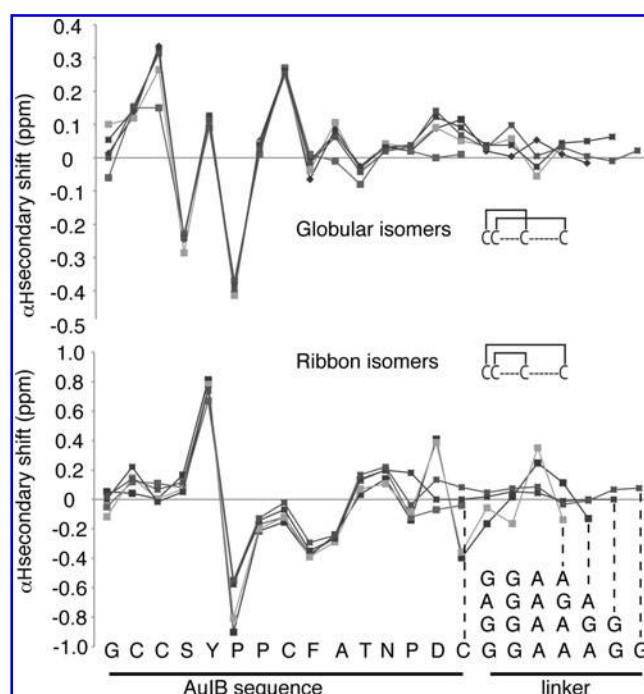 0.4
0.3
0.2
0.1
0
-0.1
-0.2
-0.3
-0.4
-0.5
αHsecondary shift (ppm)
Globular isomers
CC----C------C
1.0
0.8
0.6
0.4
0.2
0
-0.2
-0.4
-0.6
-0.8
-1.0
αHsecondary shift (ppm)
Ribbon isomers
CC----C------C
G G A A
A G A G A
G G A A G G
G C C S Y P P C F A T N P D C G G A A A G G
AuIB sequence
linker